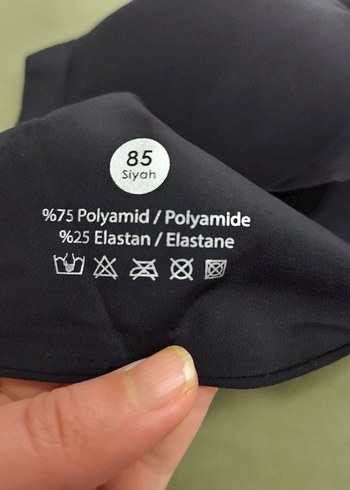 85
Siyah
%75 Polyamid / Polyamide
%25 Elastan / Elastane